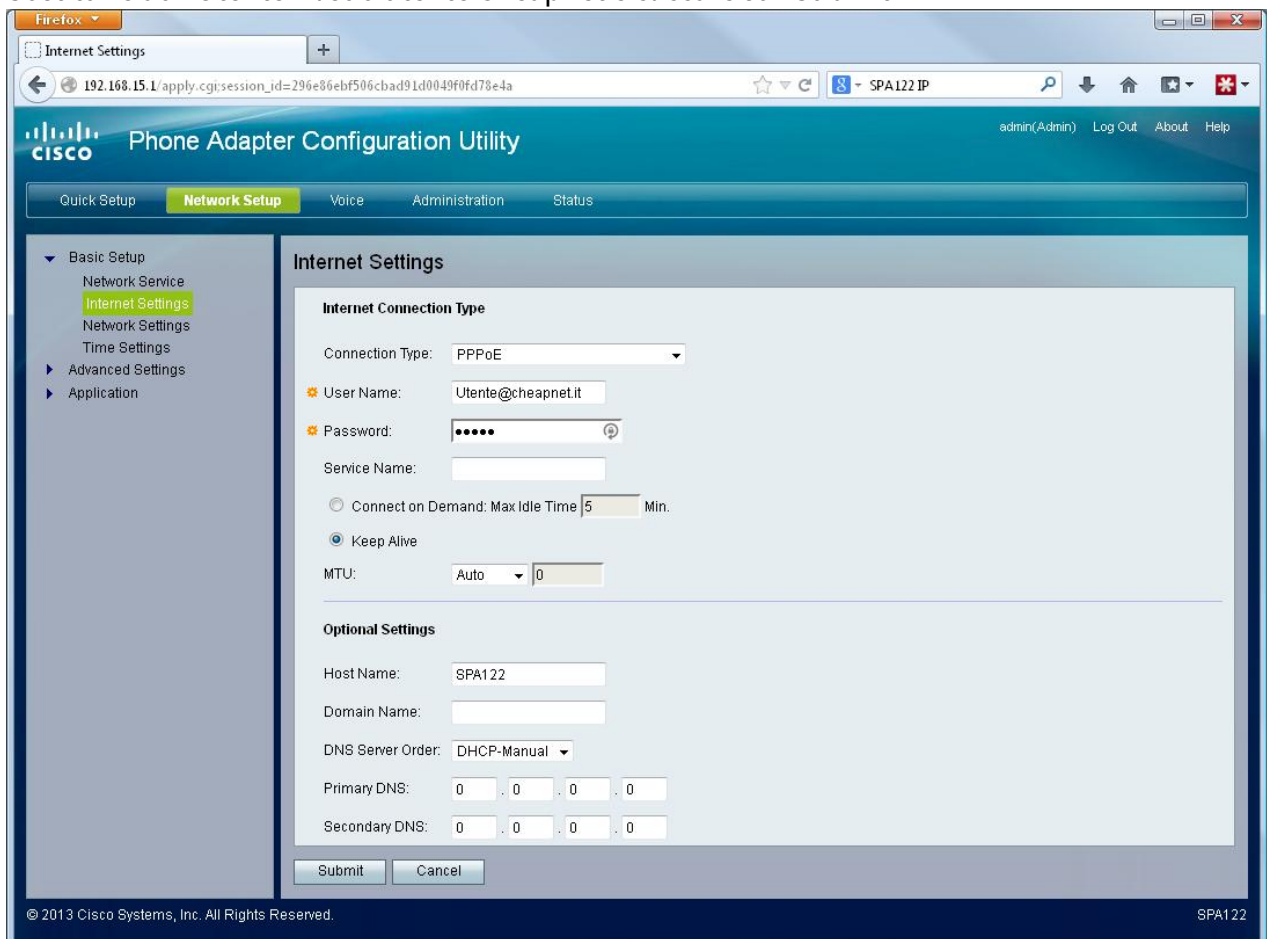 Firefox
Internet Settings
192.168.15.1/apply.cgi;session_id=296e86ebf506cbad91d0049f0fd78e4a
SPA122 IP
cisco Phone Adapter Configuration Utility
admin(Admin) Log Out About Help
Quick Setup Network Setup Voice Administration Status
Basic Setup
Network Service
Internet Settings
Network Settings
Time Settings
Advanced Settings
Application
Internet Settings
Internet Connection Type
Connection Type: PPPoE
User Name: Utente@cheapnet.it
Password: •••••
Service Name:
Connect on Demand: Max Idle Time 5 Min.
Keep Alive
MTU: Auto 0
Optional Settings
Host Name: SPA122
Domain Name:
DNS Server Order: DHCP-Manual
Primary DNS: 0 . 0 . 0 . 0
Secondary DNS: 0 . 0 . 0 . 0
Submit Cancel
© 2013 Cisco Systems, Inc. All Rights Reserved. SPA122